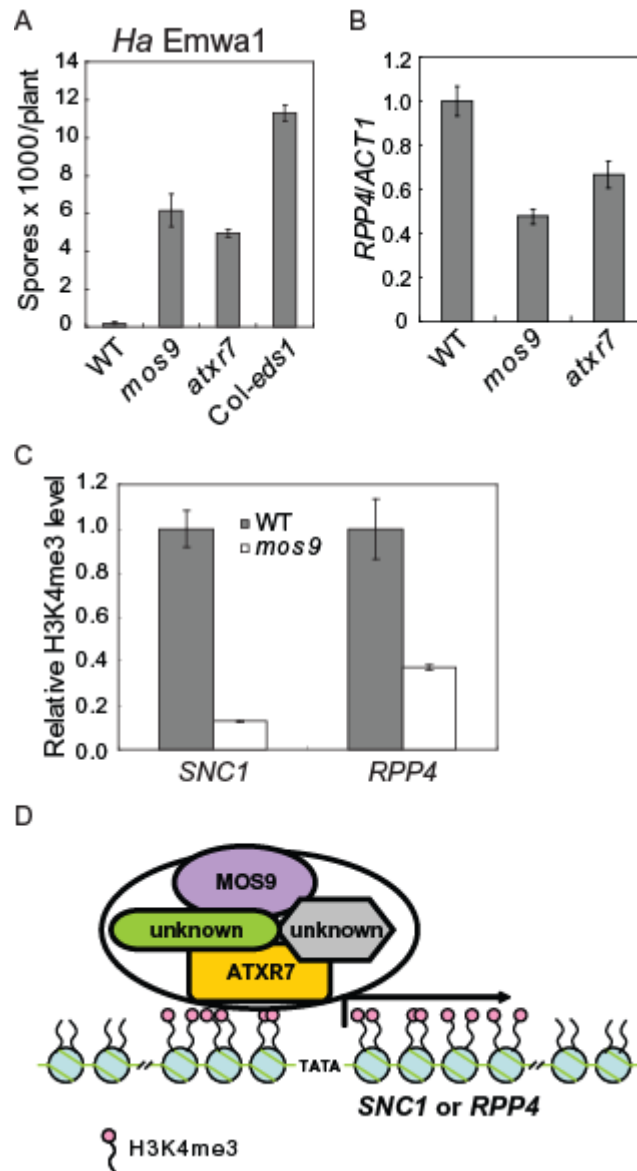 A
Ha Emwa1
Spores x 1000/plant
14
12
10
8
6
4
2
0
WT
mos9
atxr7
Col-eds1
B
RPP4/ACT1
1.2
1.0
0.8
0.6
0.4
0.2
0
WT
mos9
atxr7
C
Relative H3K4me3 level
1.2
1.0
0.8
0.6
0.4
0.2
0.0
WT
mos9
SNC1
RPP4
D
MOS9
unknown
unknown
ATXR7
TATA
SNC1 or RPP4
H3K4me3